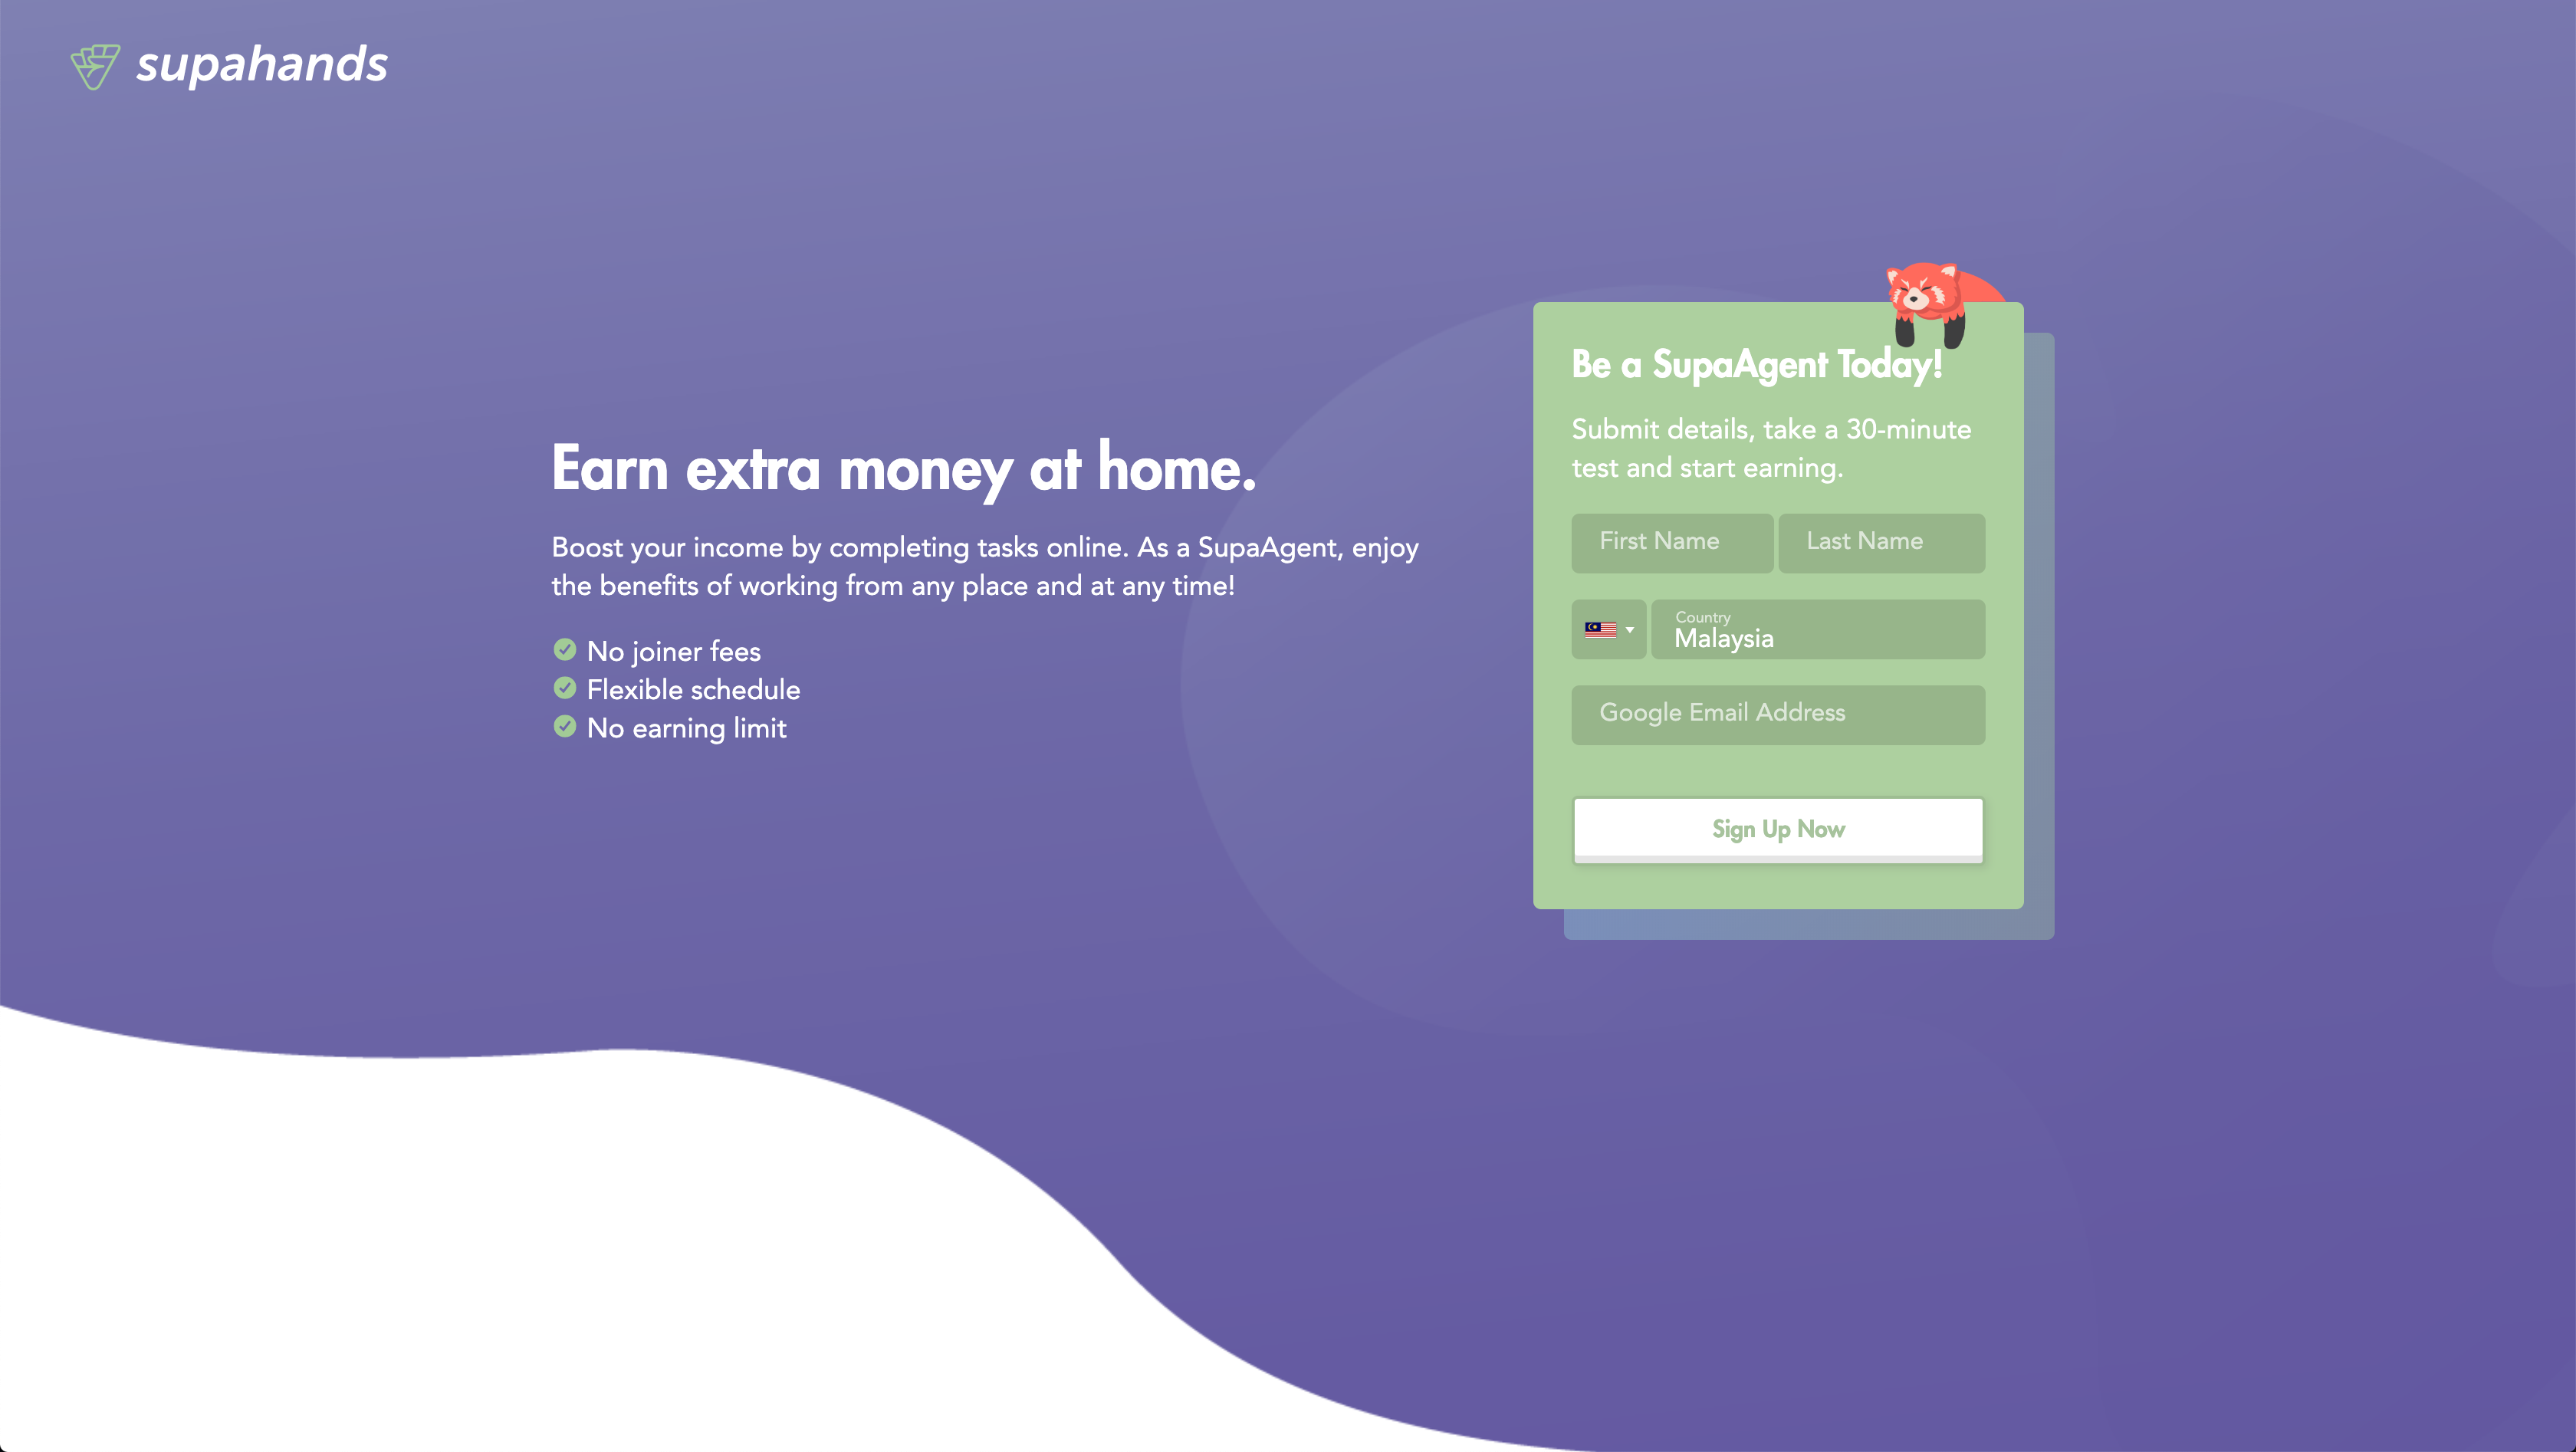 supahands
Earn extra money at home.
Boost your income by completing tasks online. As a SupaAgent, enjoy
the benefits of working from any place and at any time!
No joiner fees
Flexible schedule
No earning limit
Be a SupaAgent Today!
Submit details, take a 30-minute
test and start earning.
First Name Last Name
Country
Malaysia
Google Email Address
Sign Up Now